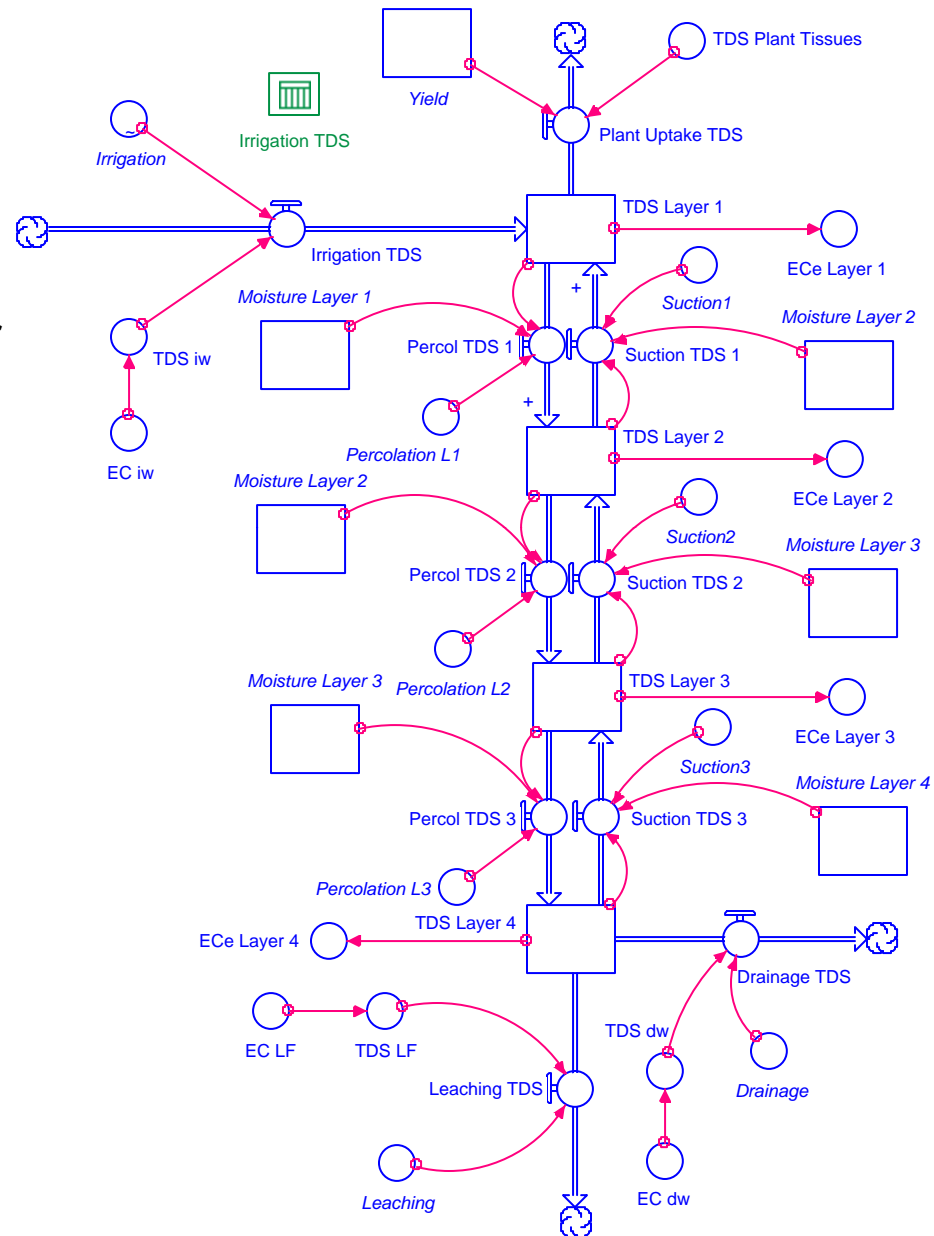 TDS Plant Tissues
Yield
Irrigation TDS
Plant Uptake TDS
~
Irrigation
TDS Layer 1
Irrigation TDS
ECe Layer 1
Moisture Layer 1
+
Suction1
Moisture Layer 2
TDS iw
Percol TDS 1
Suction TDS 1
+
Percolation L1
TDS Layer 2
EC iw
Moisture Layer 2
ECe Layer 2
Suction2
Moisture Layer 3
Percol TDS 2
Suction TDS 2
Percolation L2
Moisture Layer 3
TDS Layer 3
ECe Layer 3
Suction3
Moisture Layer 4
Percol TDS 3
Suction TDS 3
Percolation L3
TDS Layer 4
ECe Layer 4
Drainage TDS
EC LF
TDS LF
TDS dw
Leaching TDS
Drainage
Leaching
EC dw